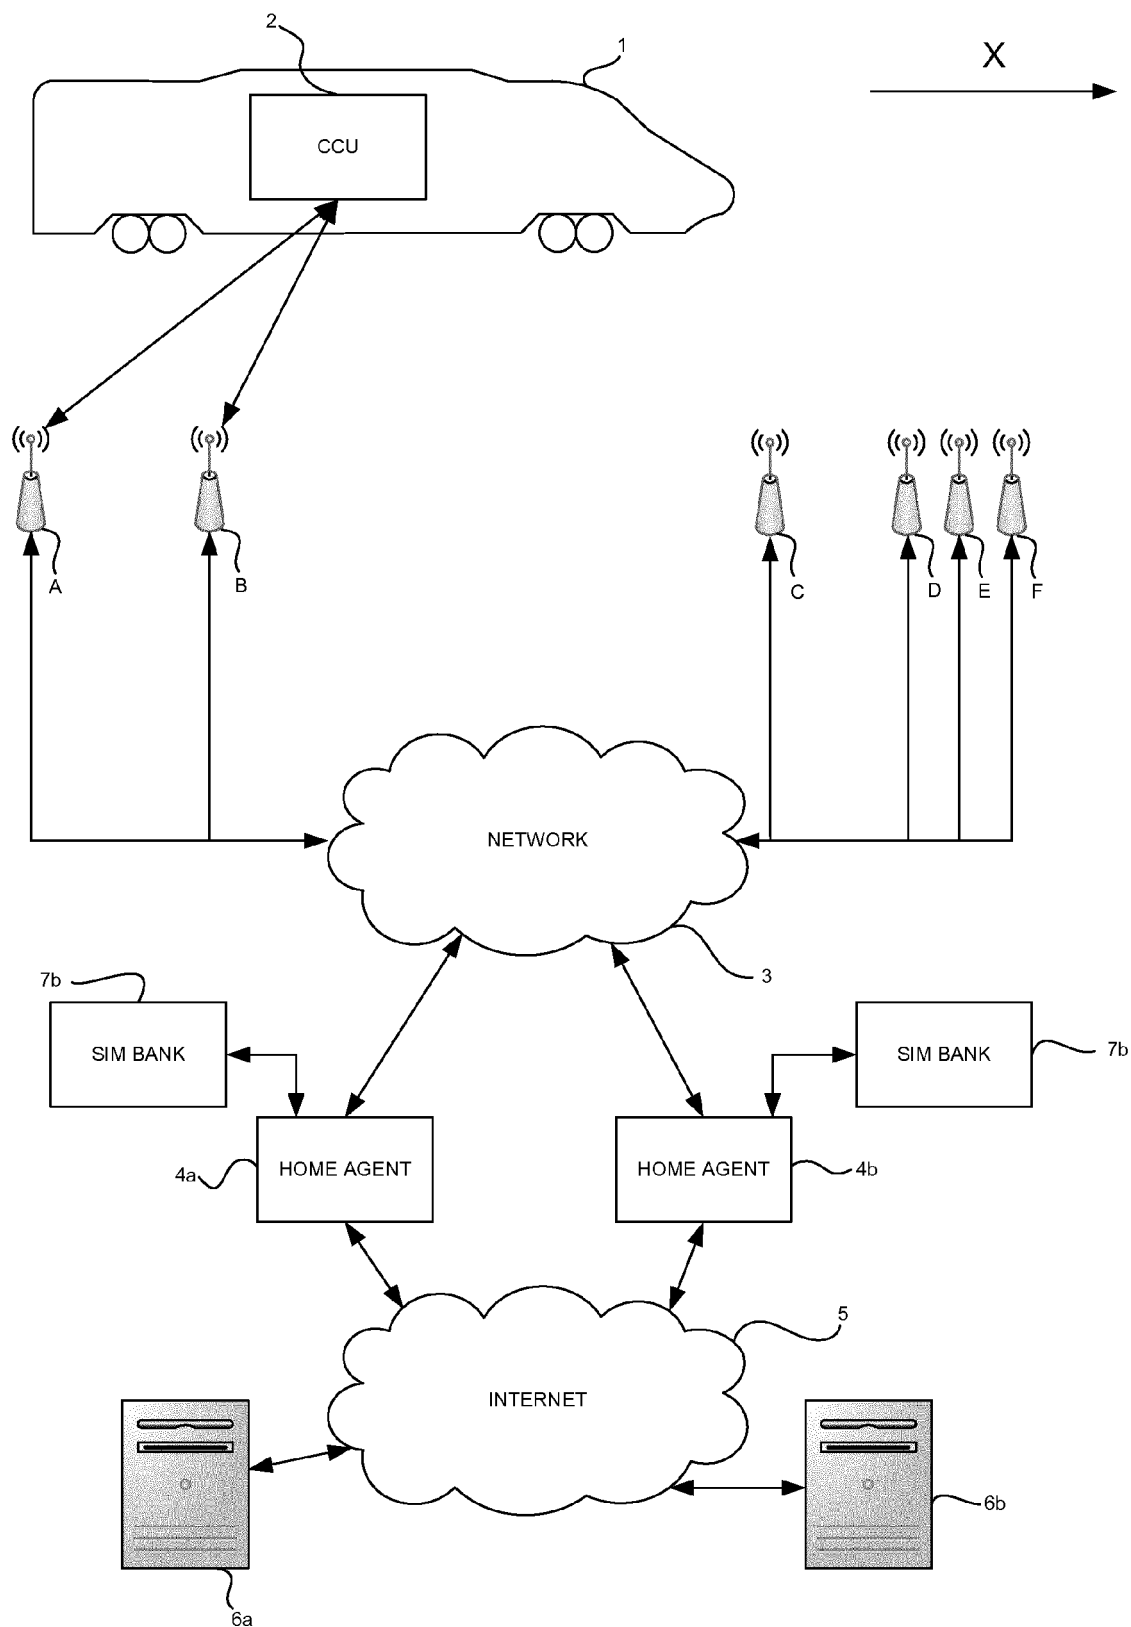 2
1
X
CCU
A
B
C
D
E
F
NETWORK
3
7b
SIM BANK
SIM BANK
7b
4a
HOME AGENT
HOME AGENT
4b
5
INTERNET
6b
6a